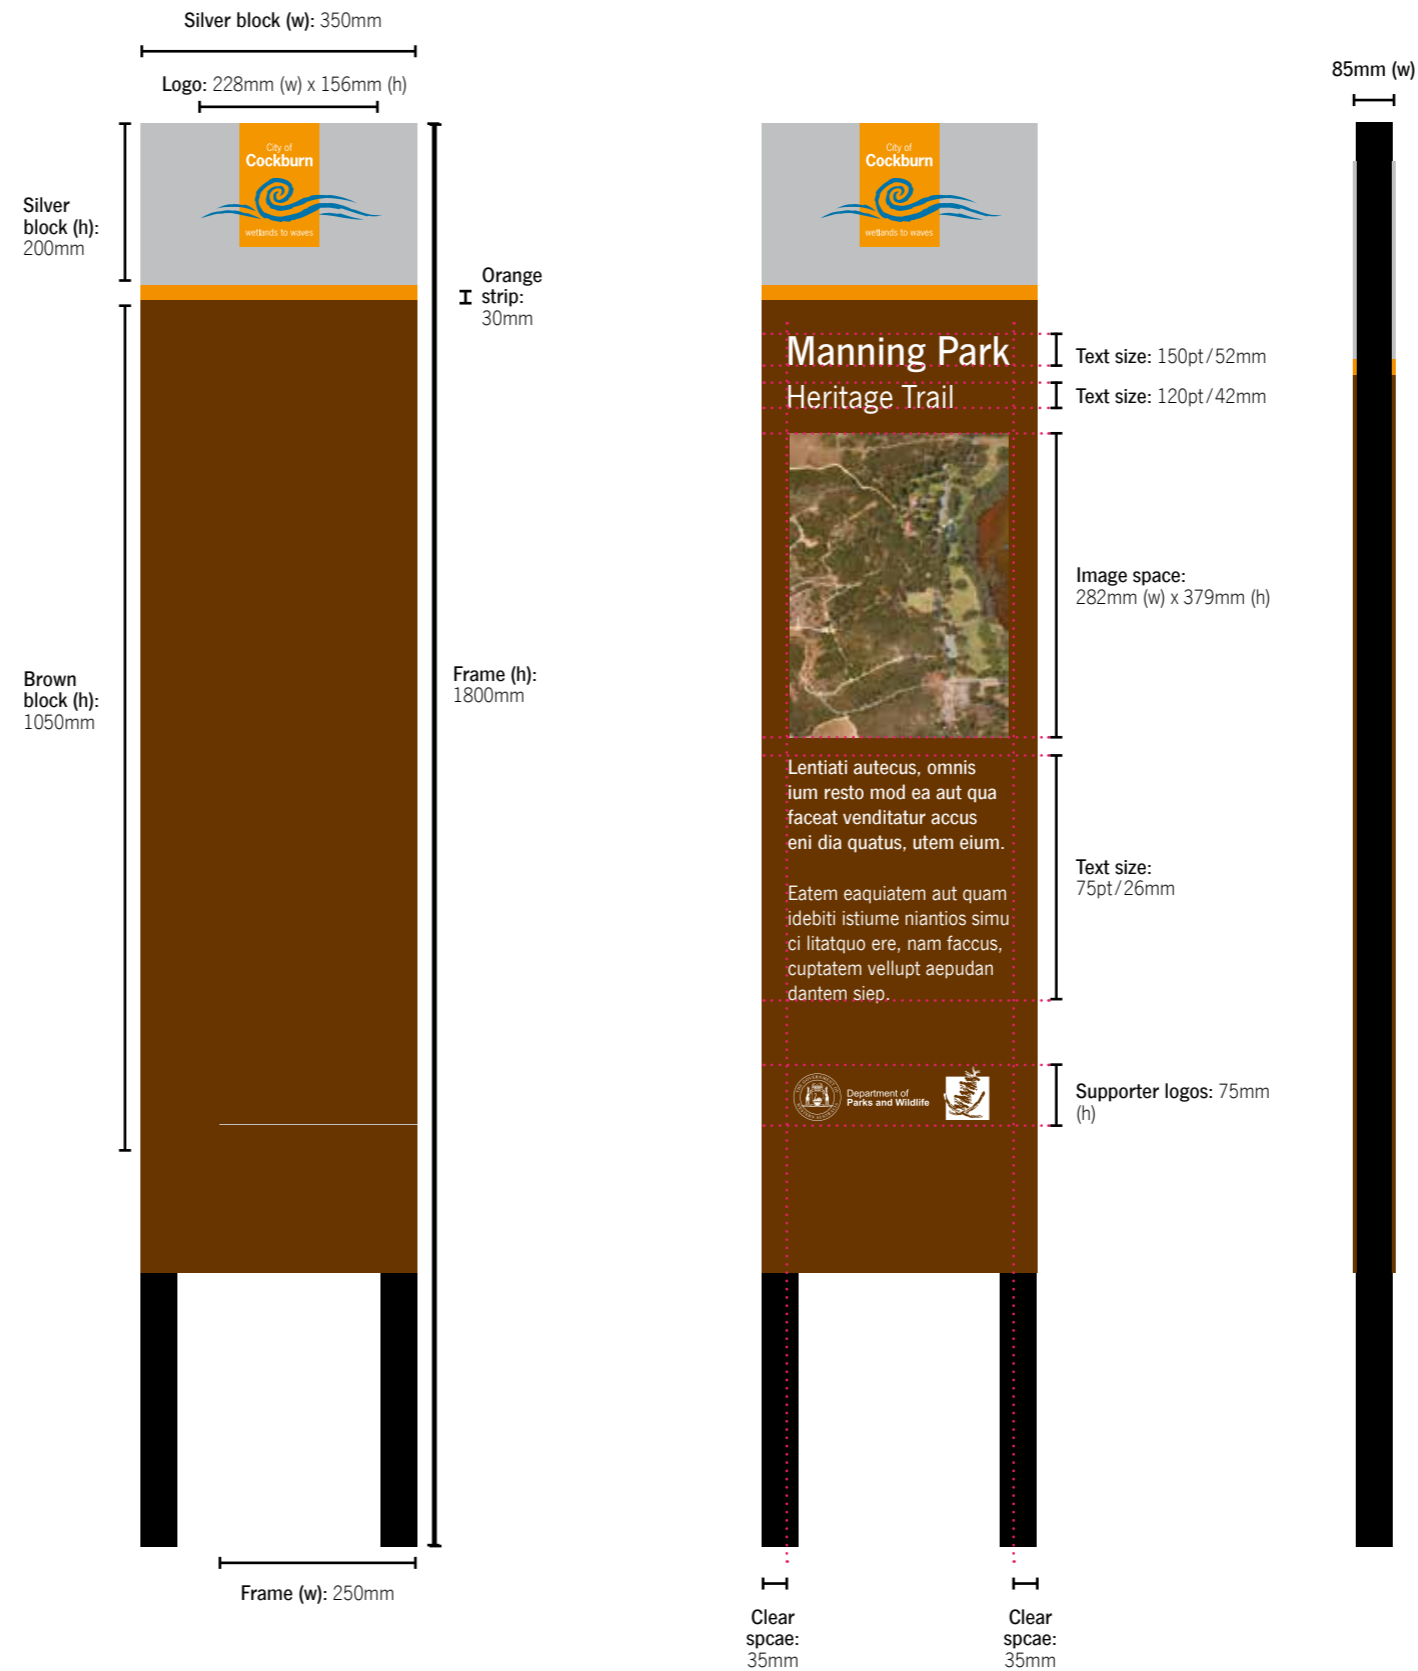 Silver block (w): 350mm
Logo: 228mm (w) x 156mm (h)
Silver
block (h):
200mm
City of
Cockburn
wetlands to waves
Orange
strip:
30mm
Brown
block (h):
1050mm
Frame (h):
1800mm
Frame (w): 250mm
City of
Cockburn
wetlands to waves
Manning Park
Heritage Trail
Lentiati autecus, omnis
ium resto mod ea aut qua
faceat venditatur accus
eni dia quatus, utem eium.
Eatem eaquiatem aut quam
idebiti istiume niantios simu
ci litatquo ere, nam faccus,
cuptatem vellupt aepudan
dantem siep.
Department of
Parks and Wildlife
Text size: 150pt/52mm
Text size: 120pt/42mm
Image space:
282mm (w) x 379mm (h)
Text size:
75pt/26mm
Supporter logos: 75mm
(h)
Clear
spcae:
35mm
Clear
spcae:
35mm
85mm (w)